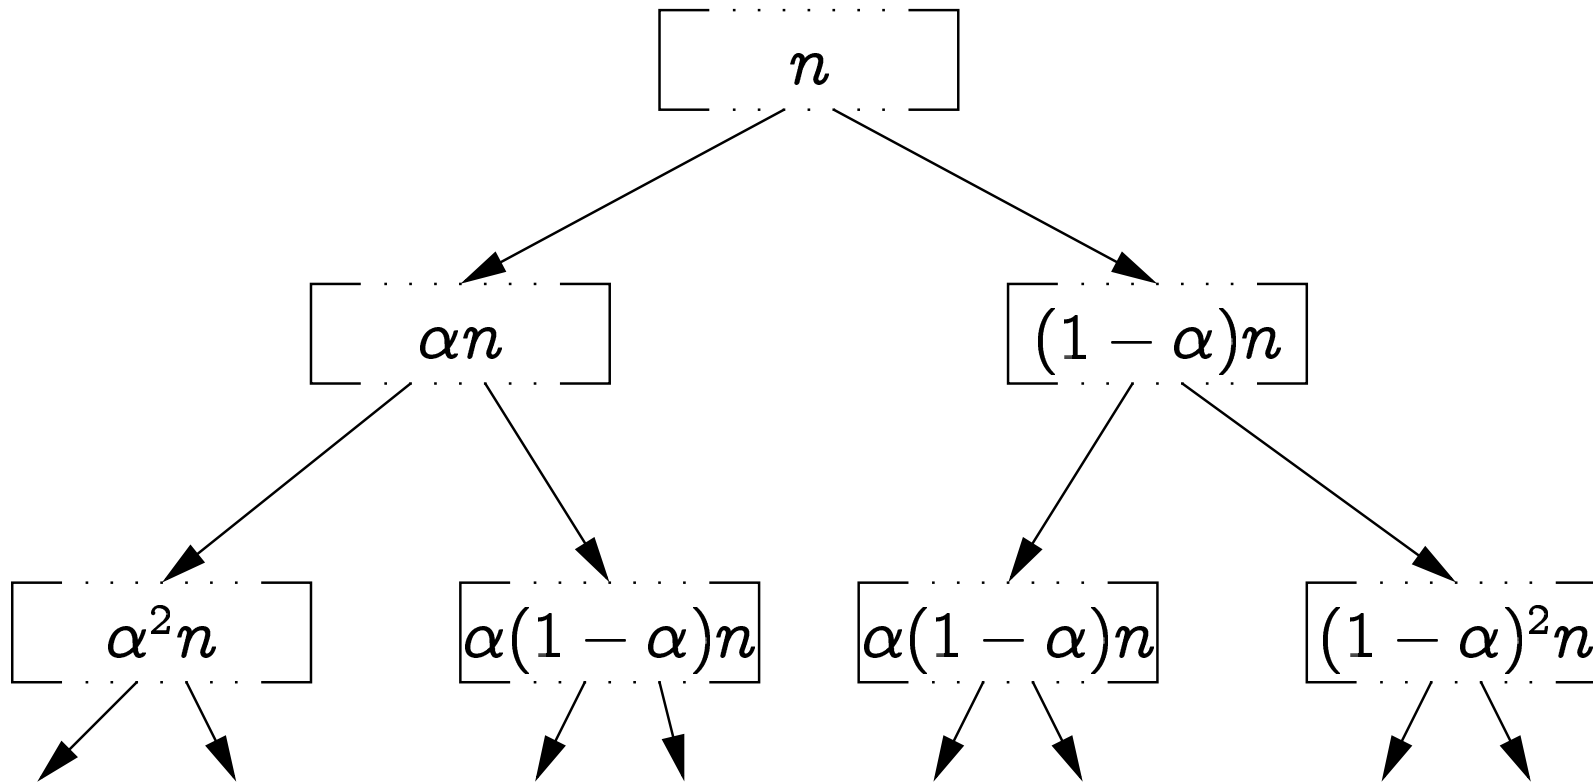 n
αn
(1 − α)n
α²n
α(1 − α)n
α(1 − α)n
(1 − α)²n